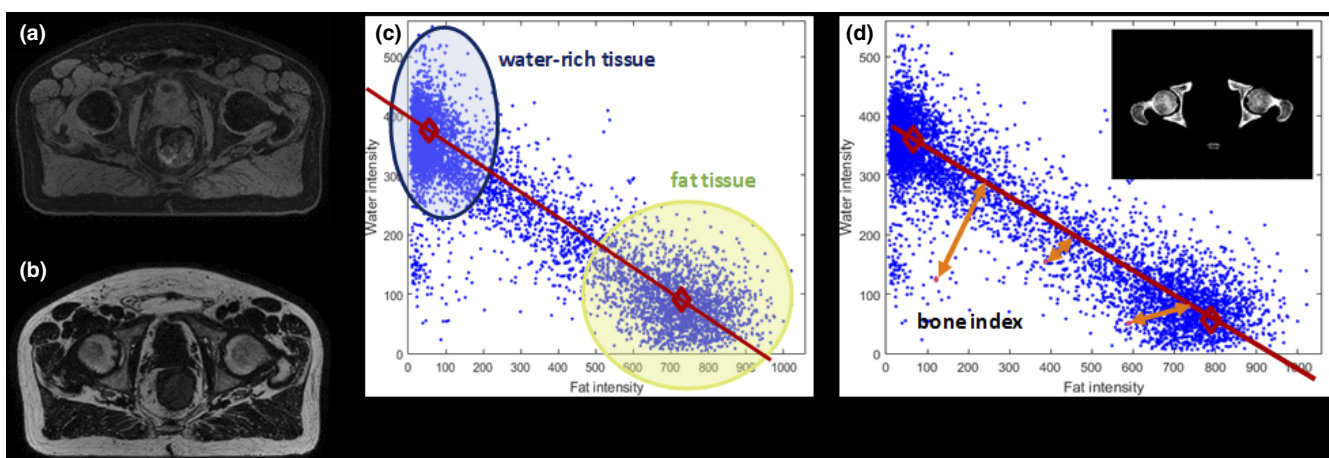 (a)
(b)
(c)
water-rich tissue
fat tissue
Water intensity
500
400
300
200
100
0
0 100 200 300 400 500 600 700 800 900 1000
Fat intensity
(d)
bone index
Water intensity
500
400
300
200
100
0
0 100 200 300 400 500 600 700 800 900 1000
Fat intensity